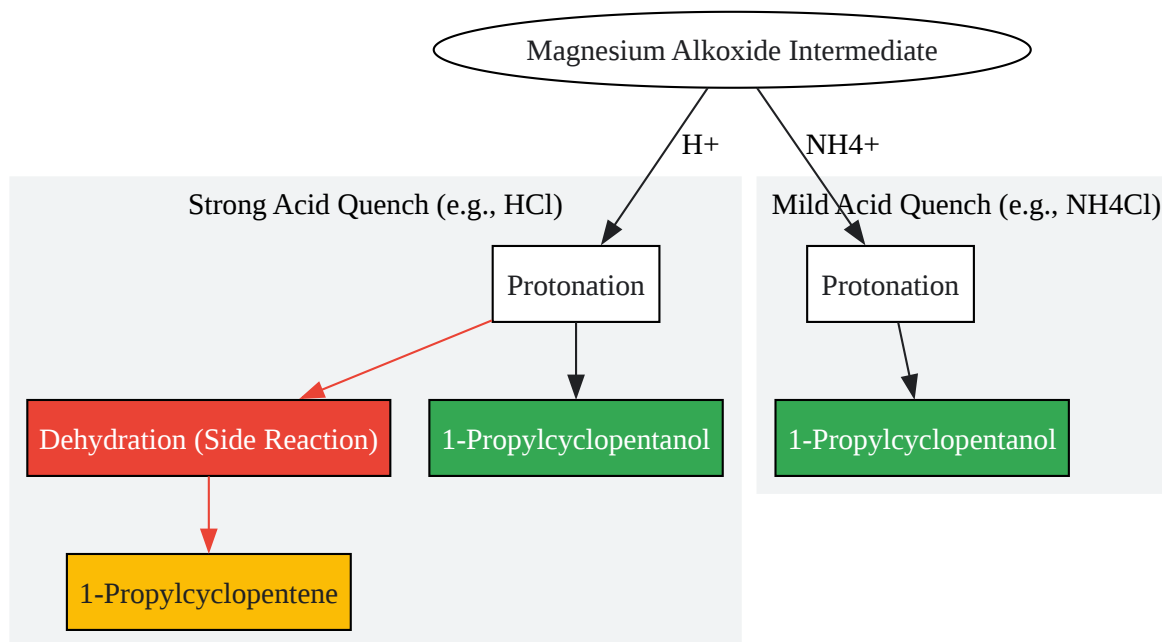 Magnesium Alkoxide Intermediate
H+
NH4+
Strong Acid Quench (e.g., HCl)
Mild Acid Quench (e.g., NH4Cl)
Protonation
Protonation
Dehydration (Side Reaction)
1-Propylcyclopentanol
1-Propylcyclopentanol
1-Propylcyclopentene